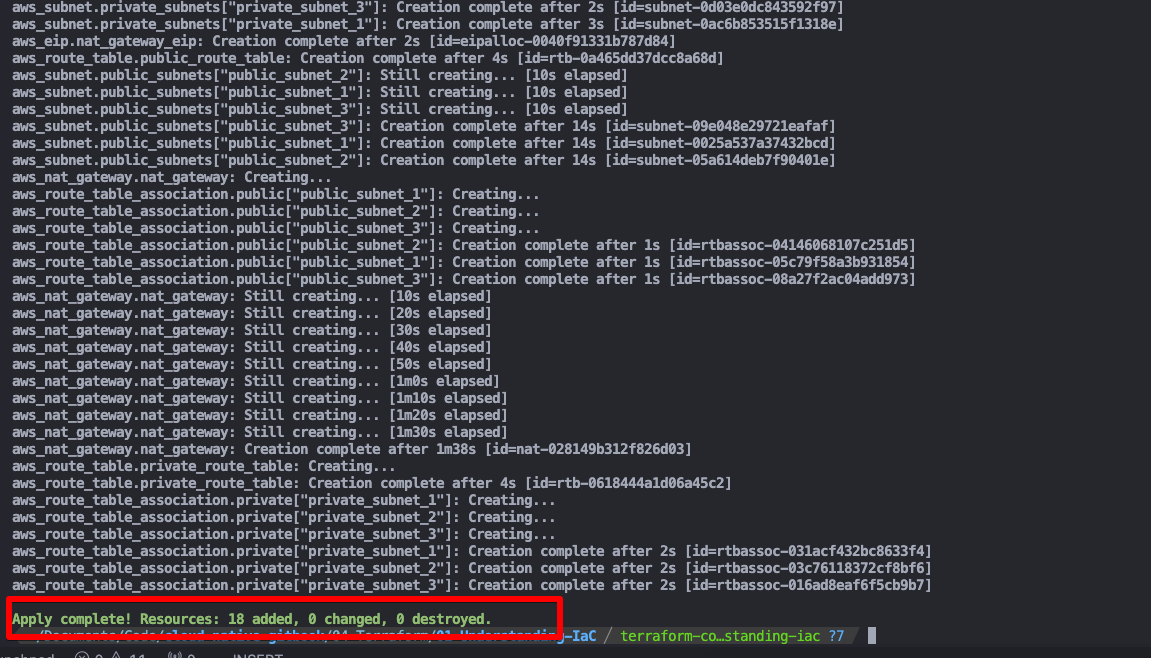 aws_subnet.private_subnets["private_subnet_3"]: Creation complete after 2s [id=subnet-0d03e0dc843592f97]
aws_subnet.private_subnets["private_subnet_1"]: Creation complete after 3s [id=subnet-0ac6b853515f1318e]
aws_eip.nat_gateway_eip: Creation complete after 2s [id=eipalloc-0040f91331b787d84]
aws_route_table.public_route_table: Creation complete after 4s [id=rtb-0a465dd37dcc8a68d]
aws_subnet.public_subnets["public_subnet_2"]: Still creating... [10s elapsed]
aws_subnet.public_subnets["public_subnet_1"]: Still creating... [10s elapsed]
aws_subnet.public_subnets["public_subnet_3"]: Still creating... [10s elapsed]
aws_subnet.public_subnets["public_subnet_3"]: Creation complete after 14s [id=subnet-09e048e29721eafaf]
aws_subnet.public_subnets["public_subnet_1"]: Creation complete after 14s [id=subnet-0025a537a37432bcd]
aws_subnet.public_subnets["public_subnet_2"]: Creation complete after 14s [id=subnet-05a614deb7f90401e]
aws_nat_gateway.nat_gateway: Creating...
aws_route_table_association.public["public_subnet_1"]: Creating...
aws_route_table_association.public["public_subnet_2"]: Creating...
aws_route_table_association.public["public_subnet_3"]: Creating...
aws_route_table_association.public["public_subnet_2"]: Creation complete after 1s [id=rtbassoc-04146068107c251d5]
aws_route_table_association.public["public_subnet_1"]: Creation complete after 1s [id=rtbassoc-05c79f58a3b931854]
aws_route_table_association.public["public_subnet_3"]: Creation complete after 1s [id=rtbassoc-08a27f2ac04add973]
aws_nat_gateway.nat_gateway: Still creating... [10s elapsed]
aws_nat_gateway.nat_gateway: Still creating... [20s elapsed]
aws_nat_gateway.nat_gateway: Still creating... [30s elapsed]
aws_nat_gateway.nat_gateway: Still creating... [40s elapsed]
aws_nat_gateway.nat_gateway: Still creating... [50s elapsed]
aws_nat_gateway.nat_gateway: Still creating... [1m0s elapsed]
aws_nat_gateway.nat_gateway: Still creating... [1m10s elapsed]
aws_nat_gateway.nat_gateway: Still creating... [1m20s elapsed]
aws_nat_gateway.nat_gateway: Still creating... [1m30s elapsed]
aws_nat_gateway.nat_gateway: Creation complete after 1m38s [id=nat-028149b312f826d03]
aws_route_table.private_route_table: Creating...
aws_route_table.private_route_table: Creation complete after 4s [id=rtb-0618444a1d06a45c2]
aws_route_table_association.private["private_subnet_1"]: Creating...
aws_route_table_association.private["private_subnet_2"]: Creating...
aws_route_table_association.private["private_subnet_3"]: Creating...
aws_route_table_association.private["private_subnet_1"]: Creation complete after 2s [id=rtbassoc-031acf432bc8633f4]
aws_route_table_association.private["private_subnet_2"]: Creation complete after 2s [id=rtbassoc-03c76118372cf8bf6]
aws_route_table_association.private["private_subnet_3"]: Creation complete after 2s [id=rtbassoc-016ad8eaf6f5cb9b7]
Apply complete! Resources: 18 added, 0 changed, 0 destroyed.
/Documents/Code/cloud-native-gitbook/04-Terraform/01-Understanding-IaC / terraform-co…standing-iac ?7